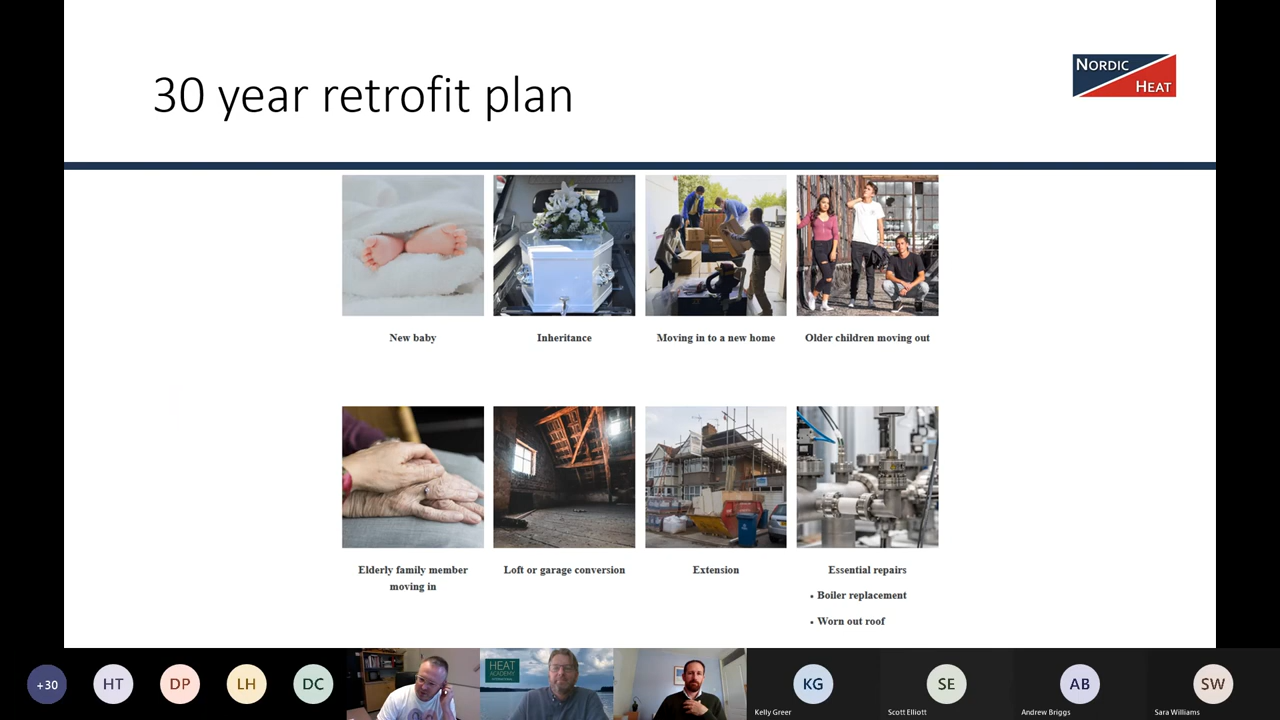 30 year retrofit plan
NORDIC
HEAT
New baby
Inheritance
Moving in to a new home
Older children moving out
Elderly family member
moving in
Loft or garage conversion
Extension
Essential repairs
• Boiler replacement
• Worn out roof
+30
HT
DP
LH
DC
HEAT
ACADEMY
INTERNATIONAL
KG
Kelly Greer
SE
Scott Elliott
AB
Andrew Briggs
SW
Sara Williams